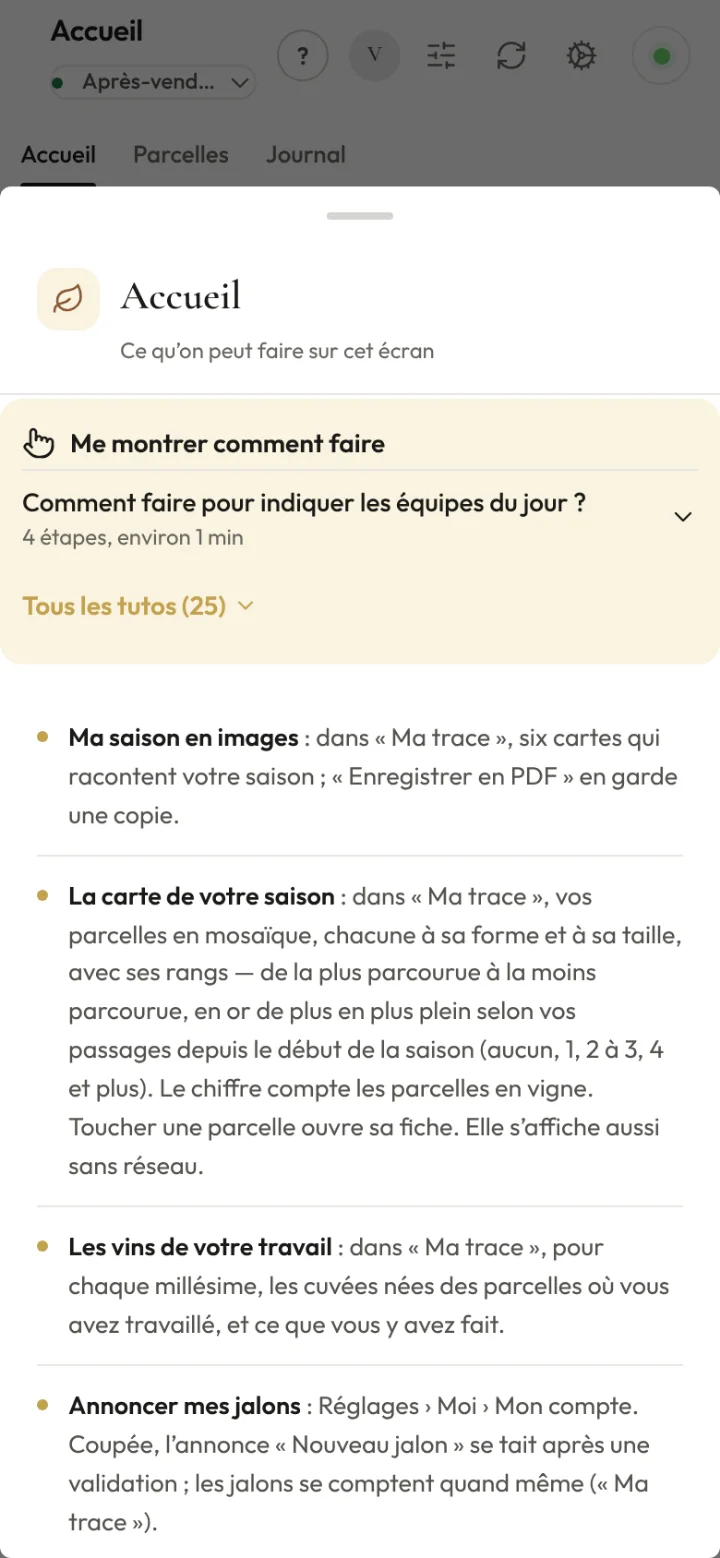 Accueil
Après-vend...
?
V
Accueil Parcelles Journal
Accueil
Ce qu’on peut faire sur cet écran
Me montrer comment faire
Comment faire pour indiquer les équipes du jour ?
4 étapes, environ 1 min
Tous les tutos (25)
Ma saison en images : dans « Ma trace », six cartes qui
racontent votre saison ; « Enregistrer en PDF » en garde
une copie.
La carte de votre saison : dans « Ma trace », vos
parcelles en mosaïque, chacune à sa forme et à sa taille,
avec ses rangs — de la plus parcourue à la moins
parcourue, en or de plus en plus plein selon vos
passages depuis le début de la saison (aucun, 1, 2 à 3, 4
et plus). Le chiffre compte les parcelles en vigne.
Toucher une parcelle ouvre sa fiche. Elle s’affiche aussi
sans réseau.
Les vins de votre travail : dans « Ma trace », pour
chaque millésime, les cuvées nées des parcelles où vous
avez travaillé, et ce que vous y avez fait.
Annoncer mes jalons : Réglages › Moi › Mon compte.
Coupée, l’annonce « Nouveau jalon » se tait après une
validation ; les jalons se comptent quand même (« Ma
trace »).